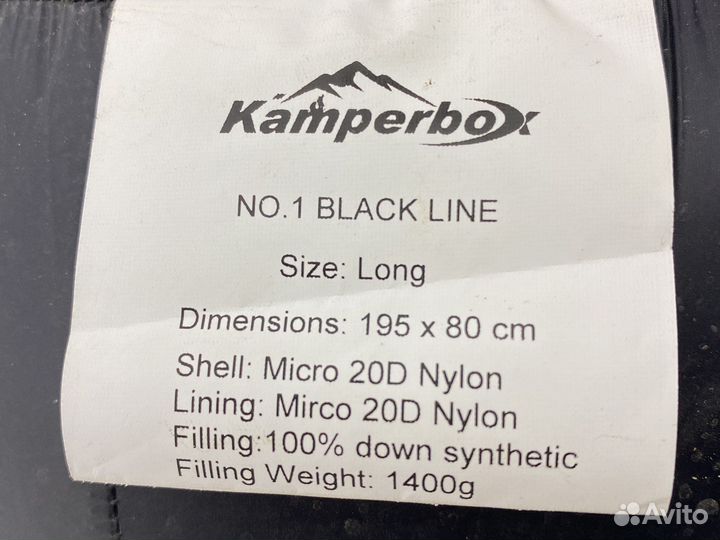 Kamperbox
NO.1 BLACK LINE
Size: Long
Dimensions: 195 x 80 cm
Shell: Micro 20D Nylon
Lining: Mirco 20D Nylon
Filling:100% down synthetic
Filling Weight: 1400g
Avito